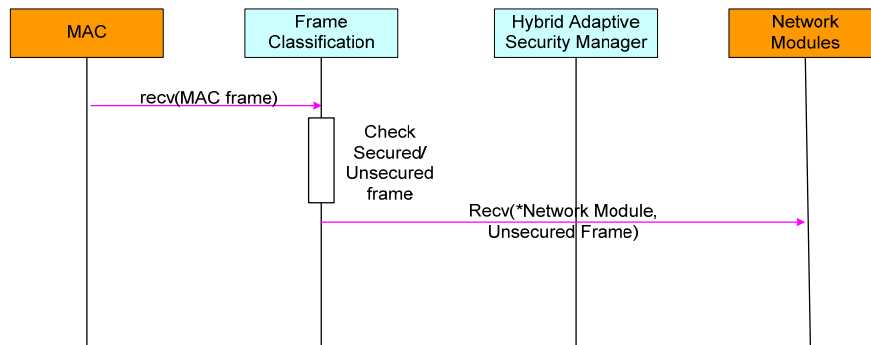 MAC
Frame
Classification
Hybrid Adaptive
Security Manager
Network
Modules
recv(MAC frame)
Check
Secured/
Unsecured
frame
Recv(*Network Module,
Unsecured Frame)